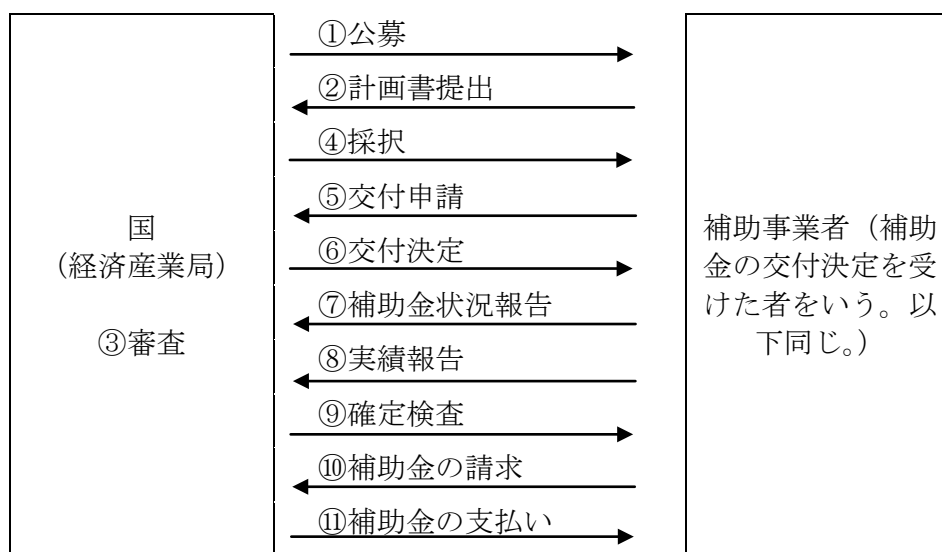 ①公募
②計画書提出
④採択
⑤交付申請
⑥交付決定
⑦補助金状況報告
⑧実績報告
⑨確定検査
⑩補助金の請求
⑪補助金の支払い
国
（経済産業局）
③審査
補助事業者（補助
金の交付決定を受
けた者をいう。以
下同じ。）